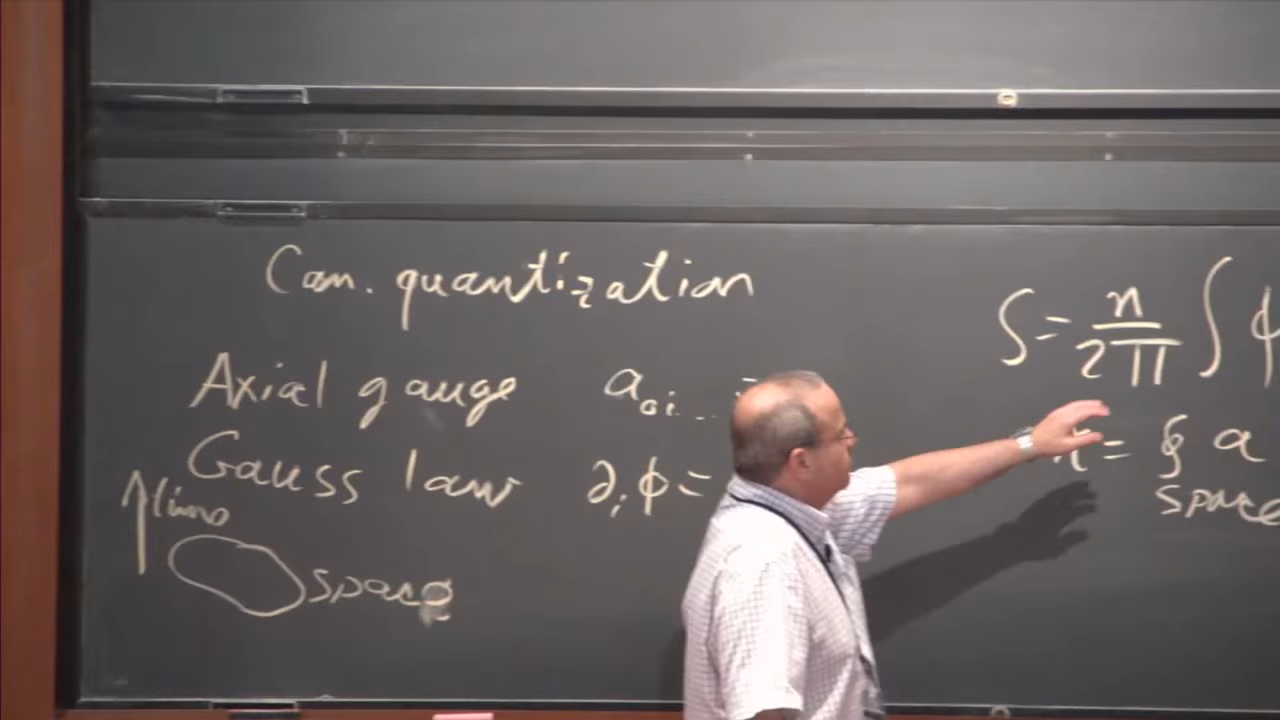 Can. quantization
Axial gauge a₀ᵢ...
Gauss law ∂ᵢϕ=
time
space
S = n/2π ∫ ϕ
= ∮ a
space